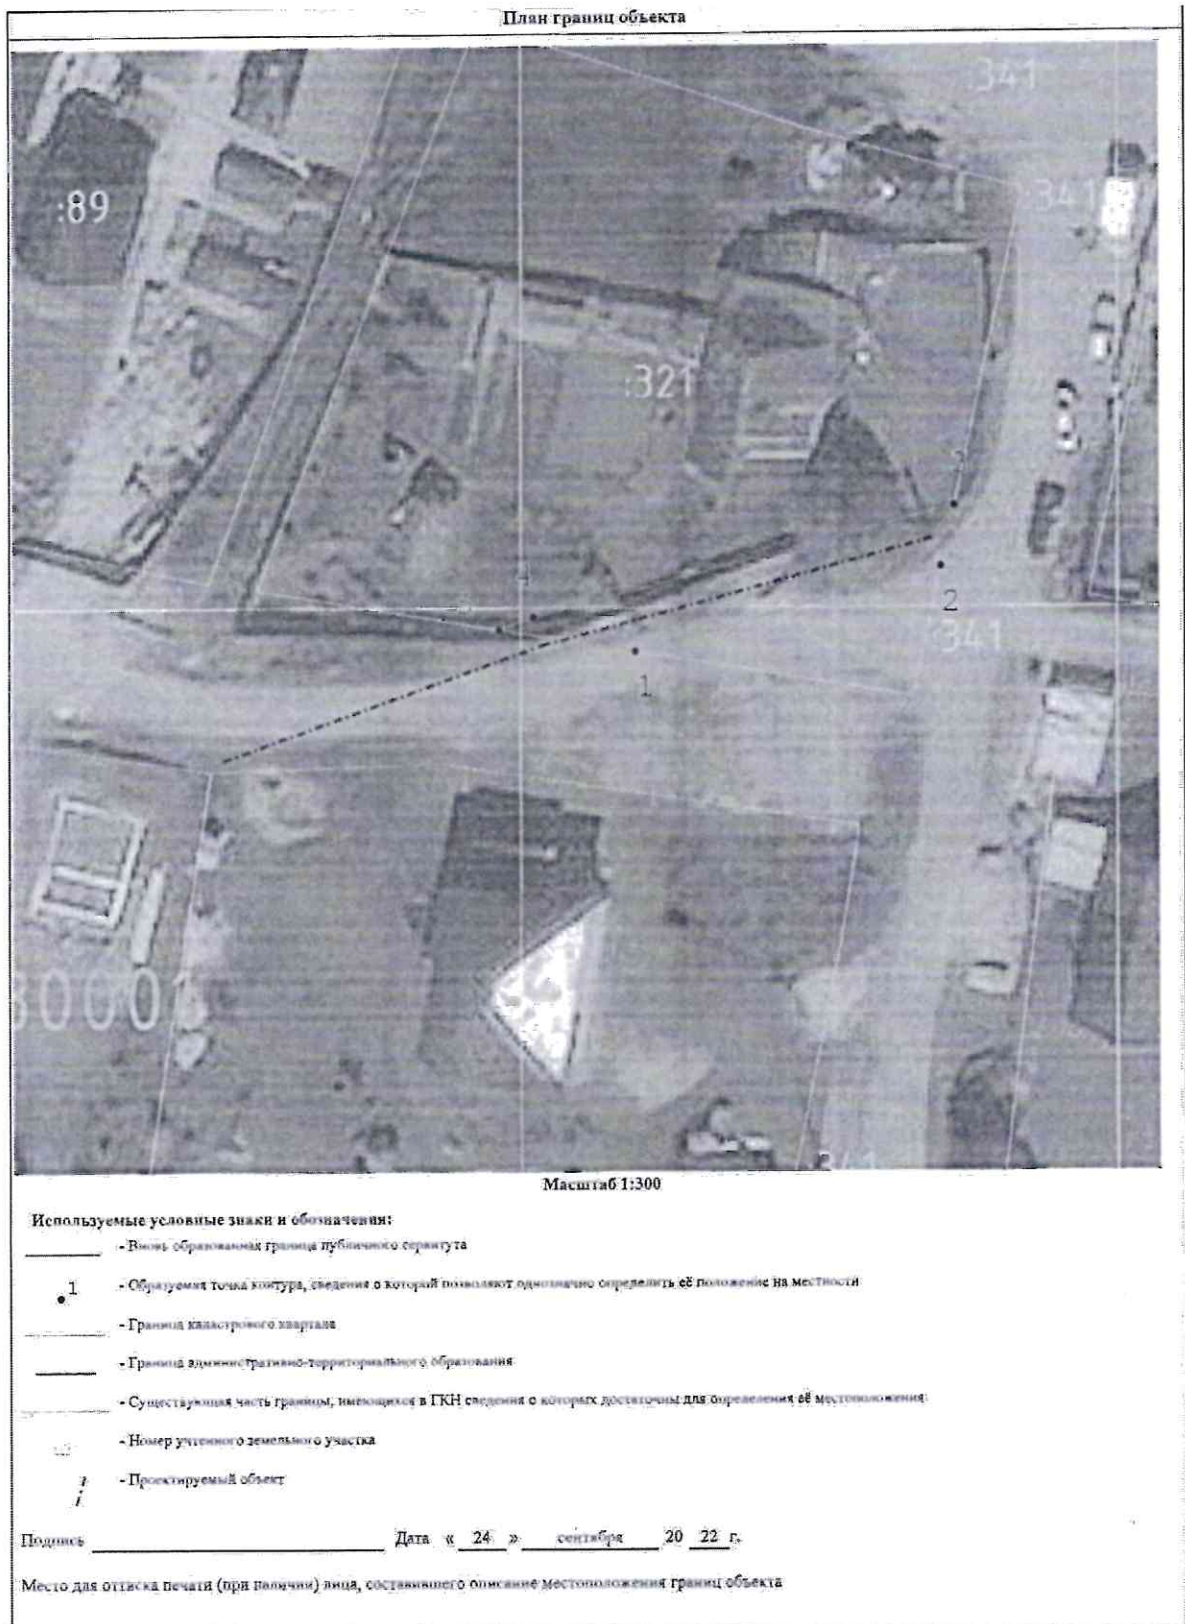 План границ объекта
:341
:89
:341
:321
3
4
5
2
:341
1
30001
:341
Масштаб 1:300
Используемые условные знаки и обозначения:
- Вновь образованная граница публичного сервитута
1 - Образуемая точка контура, сведения о которой позволяют однозначно определить её положение на местности
- Граница кадастрового квартала
- Граница административно-территориального образования
- Существующая часть границы, имеющихся в ГКН сведения о которых достаточны для определения её местоположения
- Номер учтенного земельного участка
- Проектируемый объект
Подпись Дата « 24 » сентября 20 22 г.
Место для оттиска печати (при наличии) лица, составившего описание местоположения границ объекта